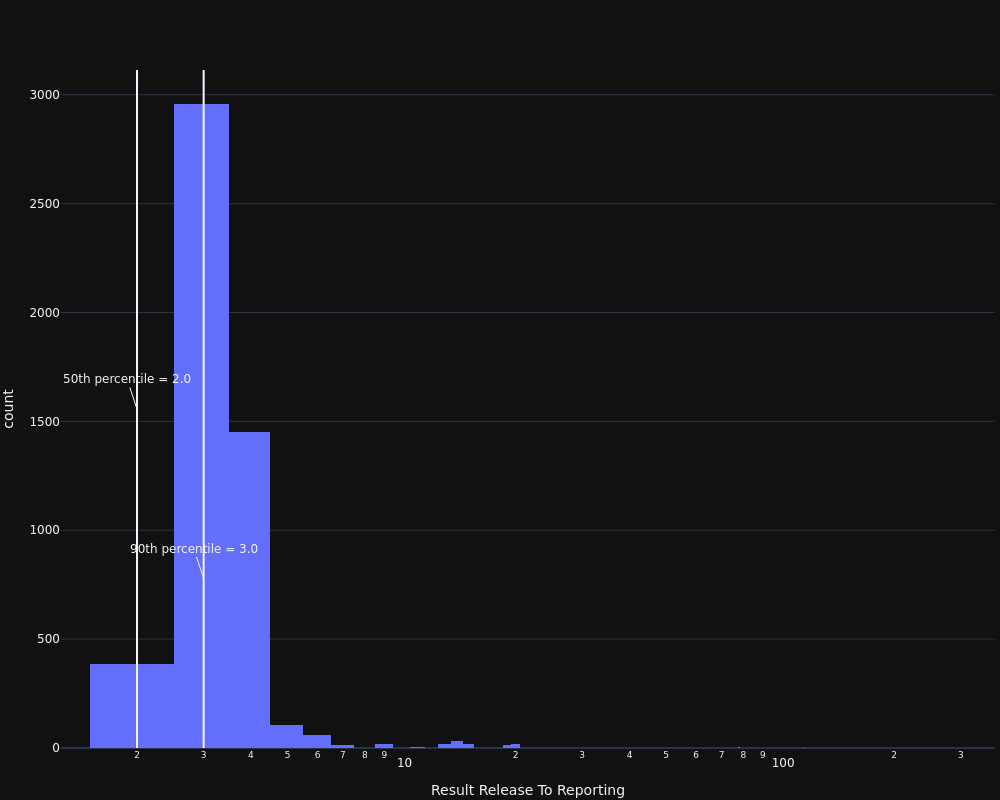 3000
2500
2000
50th percentile = 2.0
count
1500
1000
90th percentile = 3.0
500
0
2 3 4 5 6 7 8 9 10 2 3 4 5 6 7 8 9 100 2 3
Result Release To Reporting